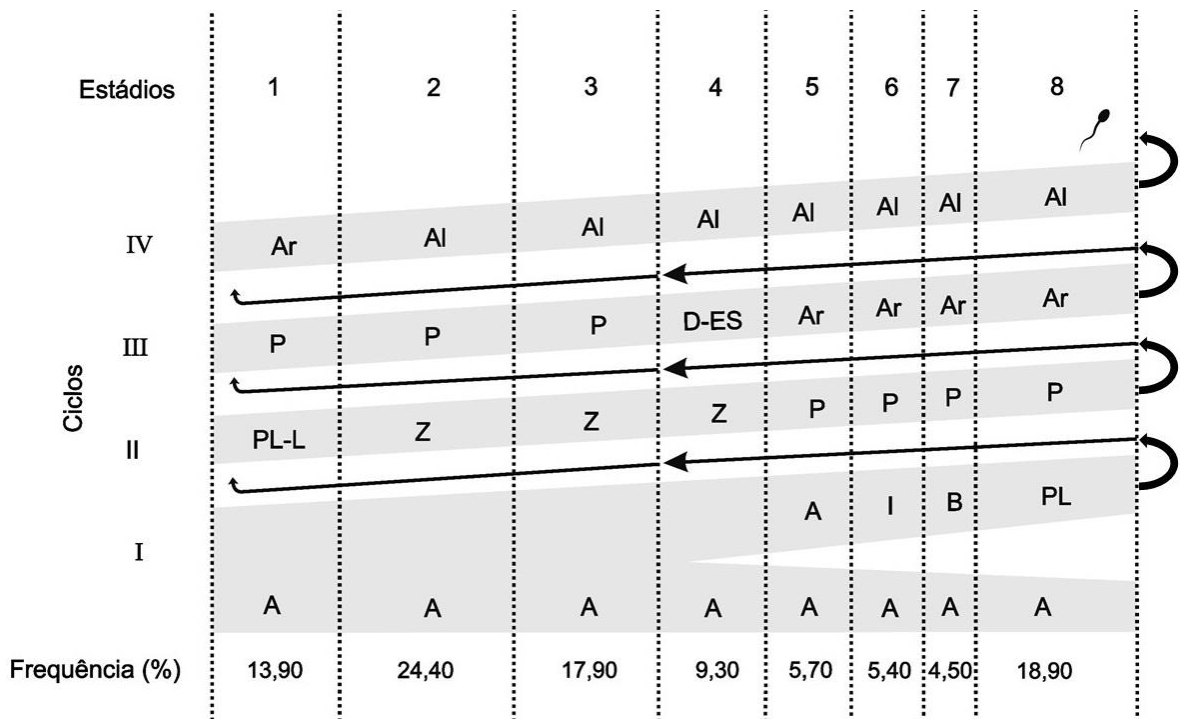 Estádios 1 2 3 4 5 6 7 8
IV Ar Al Al Al Al Al Al Al
III P P P D-ES Ar Ar Ar Ar
Ciclos
II PL-L Z Z Z P P P P
I A I B PL
A A A A A A A A
Frequência (%) 13,90 24,40 17,90 9,30 5,70 5,40 4,50 18,90